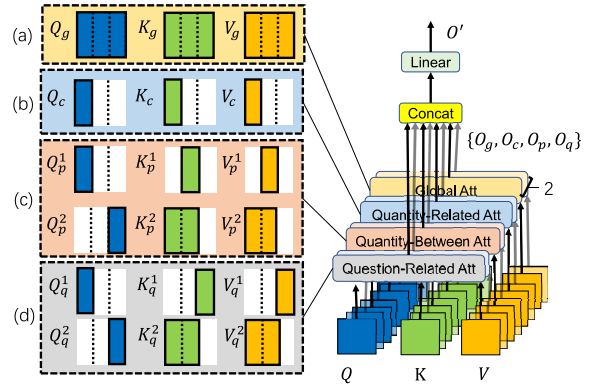 (a) Q_g K_g V_g
(b) Q_c K_c V_c
(c) Q_p^1 K_p^1 V_p^1
Q_p^2 K_p^2 V_p^2
(d) Q_q^1 K_q^1 V_q^1
Q_q^2 K_q^2 V_q^2
O′
Linear
Concat
{O_g, O_c, O_p, O_q}
Global Att
2
Quantity-Related Att
Quantity-Between Att
Question-Related Att
Q K V